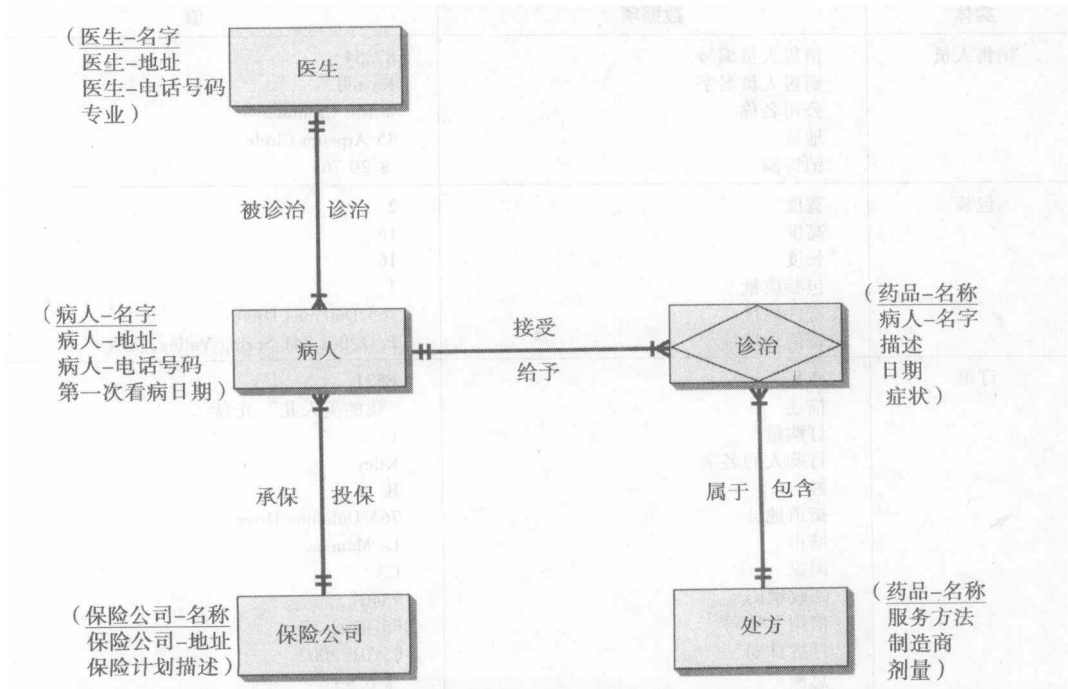 （医生-名字
医生-地址
医生-电话号码
专业）
医生
被诊治 诊治
（病人-名字
病人-地址
病人-电话号码
第一次看病日期）
病人
接受
给予
诊治
（药品-名称
病人-名字
描述
日期
症状）
承保 投保
属于 包含
（保险公司-名称
保险公司-地址
保险计划描述）
保险公司
处方
（药品-名称
服务方法
制造商
剂量）